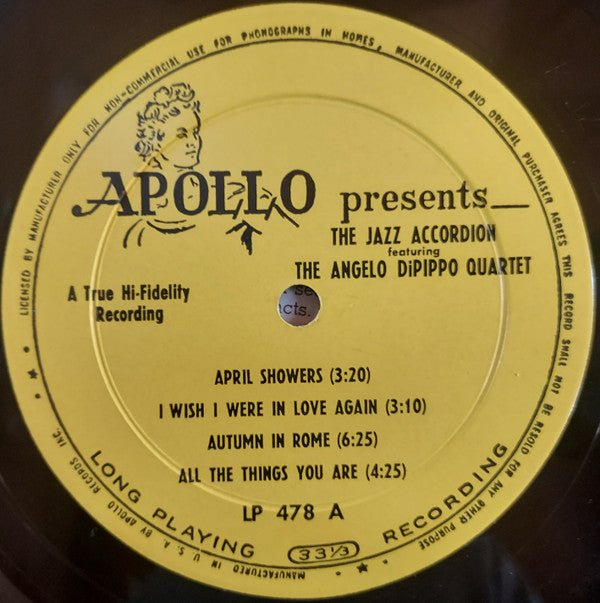 LICENSED BY MANUFACTURER ONLY FOR NON-COMMERCIAL USE FOR PHONOGRAPHS IN HOMES, MANUFACTURER AND ORIGINAL PURCHASER AGREES THIS RECORD SHALL NOT BE RESOLD FOR ANY OTHER PURPOSE
APOLLO presents
THE JAZZ ACCORDION
featuring
THE ANGELO DiPIPPO QUARTET
A True Hi-Fidelity
Recording
cts.
APRIL SHOWERS (3:20)
I WISH I WERE IN LOVE AGAIN (3:10)
AUTUMN IN ROME (6:25)
ALL THE THINGS YOU ARE (4:25)
LP 478 A
LONG PLAYING 33 1/3 RECORDING
MANUFACTURED IN U.S.A. BY APOLLO RECORDS INC.